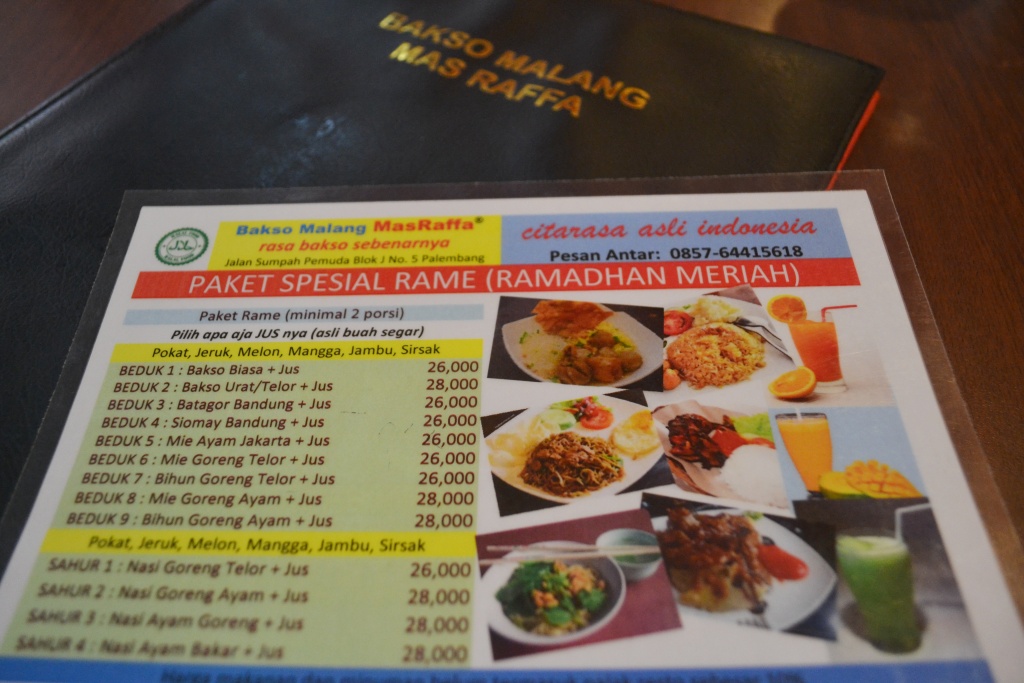 BAKSO MALANG
MAS RAFFA
Bakso Malang MasRaffa®
rasa bakso sebenarnya
Jalan Sumpah Pemuda Blok J No. 5 Palembang
citarasa asli indonesia
Pesan Antar: 0857-64415618
PAKET SPESIAL RAME (RAMADHAN MERIAH)
Paket Rame (minimal 2 porsi)
Pilih apa aja JUS nya (asli buah segar)
Pokat, Jeruk, Melon, Mangga, Jambu, Sirsak
BEDUK 1 : Bakso Biasa + Jus 26,000
BEDUK 2 : Bakso Urat/Telor + Jus 28,000
BEDUK 3 : Batagor Bandung + Jus 26,000
BEDUK 4 : Siomay Bandung + Jus 26,000
BEDUK 5 : Mie Ayam Jakarta + Jus 26,000
BEDUK 6 : Mie Goreng Telor + Jus 26,000
BEDUK 7 : Bihun Goreng Telor + Jus 26,000
BEDUK 8 : Mie Goreng Ayam + Jus 28,000
BEDUK 9 : Bihun Goreng Ayam + Jus 28,000
Pokat, Jeruk, Melon, Mangga, Jambu, Sirsak
SAHUR 1 : Nasi Goreng Telor + Jus 26,000
SAHUR 2 : Nasi Goreng Ayam + Jus 28,000
SAHUR 3 : Nasi Ayam Goreng + Jus 28,000
SAHUR 4 : Nasi Ayam Bakar + Jus 28,000